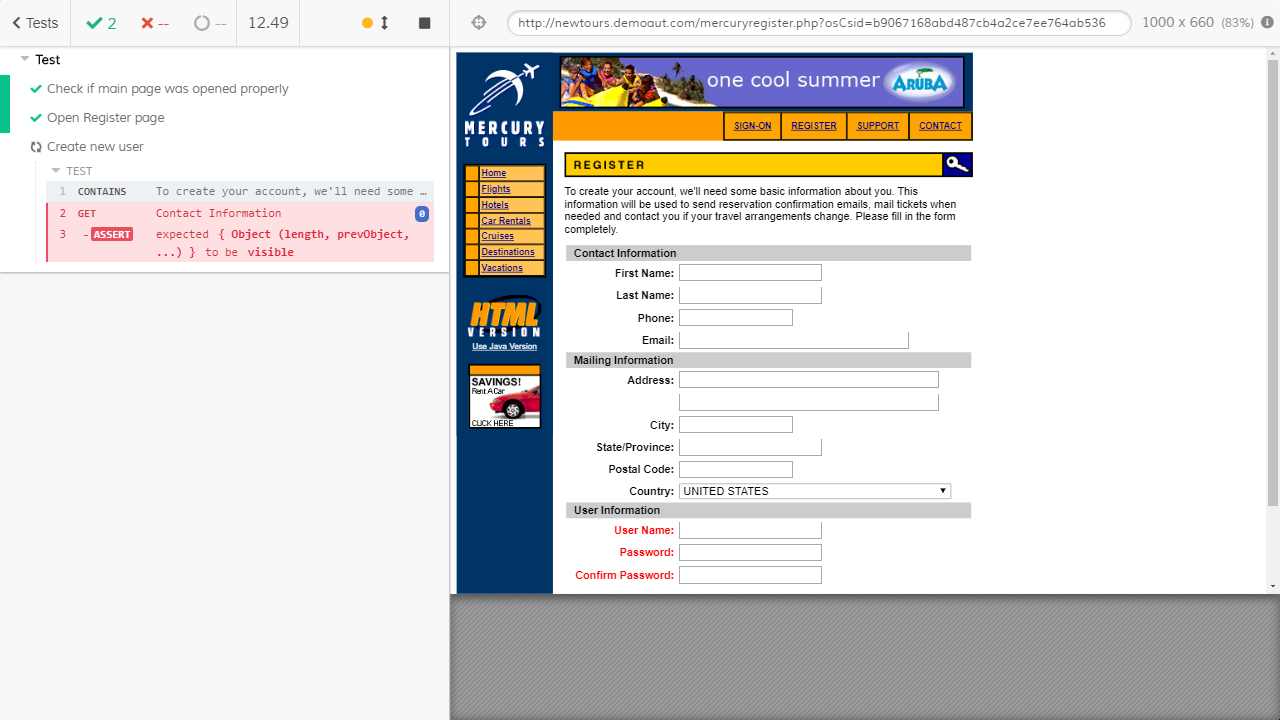 Tests
2
--
--
12.49
http://newtours.demoaut.com/mercuryregister.php?osCsid=b9067168abd487cb4a2ce7ee764ab536
1000 x 660 (83%)
Test
Check if main page was opened properly
Open Register page
Create new user
TEST
1 CONTAINS To create your account, we'll need some …
2 GET Contact Information 0
3 -ASSERT expected { Object (length, prevObject,
...) } to be visible
one cool summer ARUBA
MERCURY
TOURS
SIGN-ON REGISTER SUPPORT CONTACT
Home
Flights
Hotels
Car Rentals
Cruises
Destinations
Vacations
HTML
VERSION
Use Java Version
SAVINGS!
Rent A Car
CLICK HERE
REGISTER
To create your account, we'll need some basic information about you. This
information will be used to send reservation confirmation emails, mail tickets when
needed and contact you if your travel arrangements change. Please fill in the form
completely.
Contact Information
First Name:
Last Name:
Phone:
Email:
Mailing Information
Address:
City:
State/Province:
Postal Code:
Country: UNITED STATES
User Information
User Name:
Password:
Confirm Password: